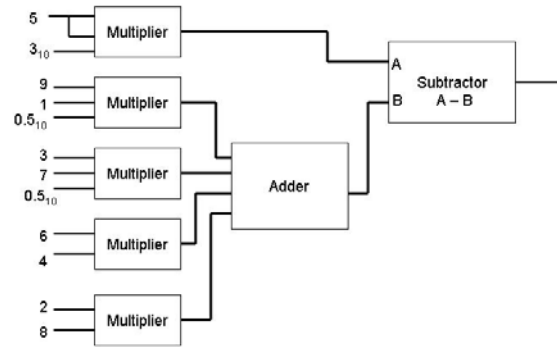 5
3₁₀
Multiplier
9
1
0.5₁₀
Multiplier
3
7
0.5₁₀
Multiplier
6
4
Multiplier
2
8
Multiplier
Adder
A
B
Subtractor
A – B